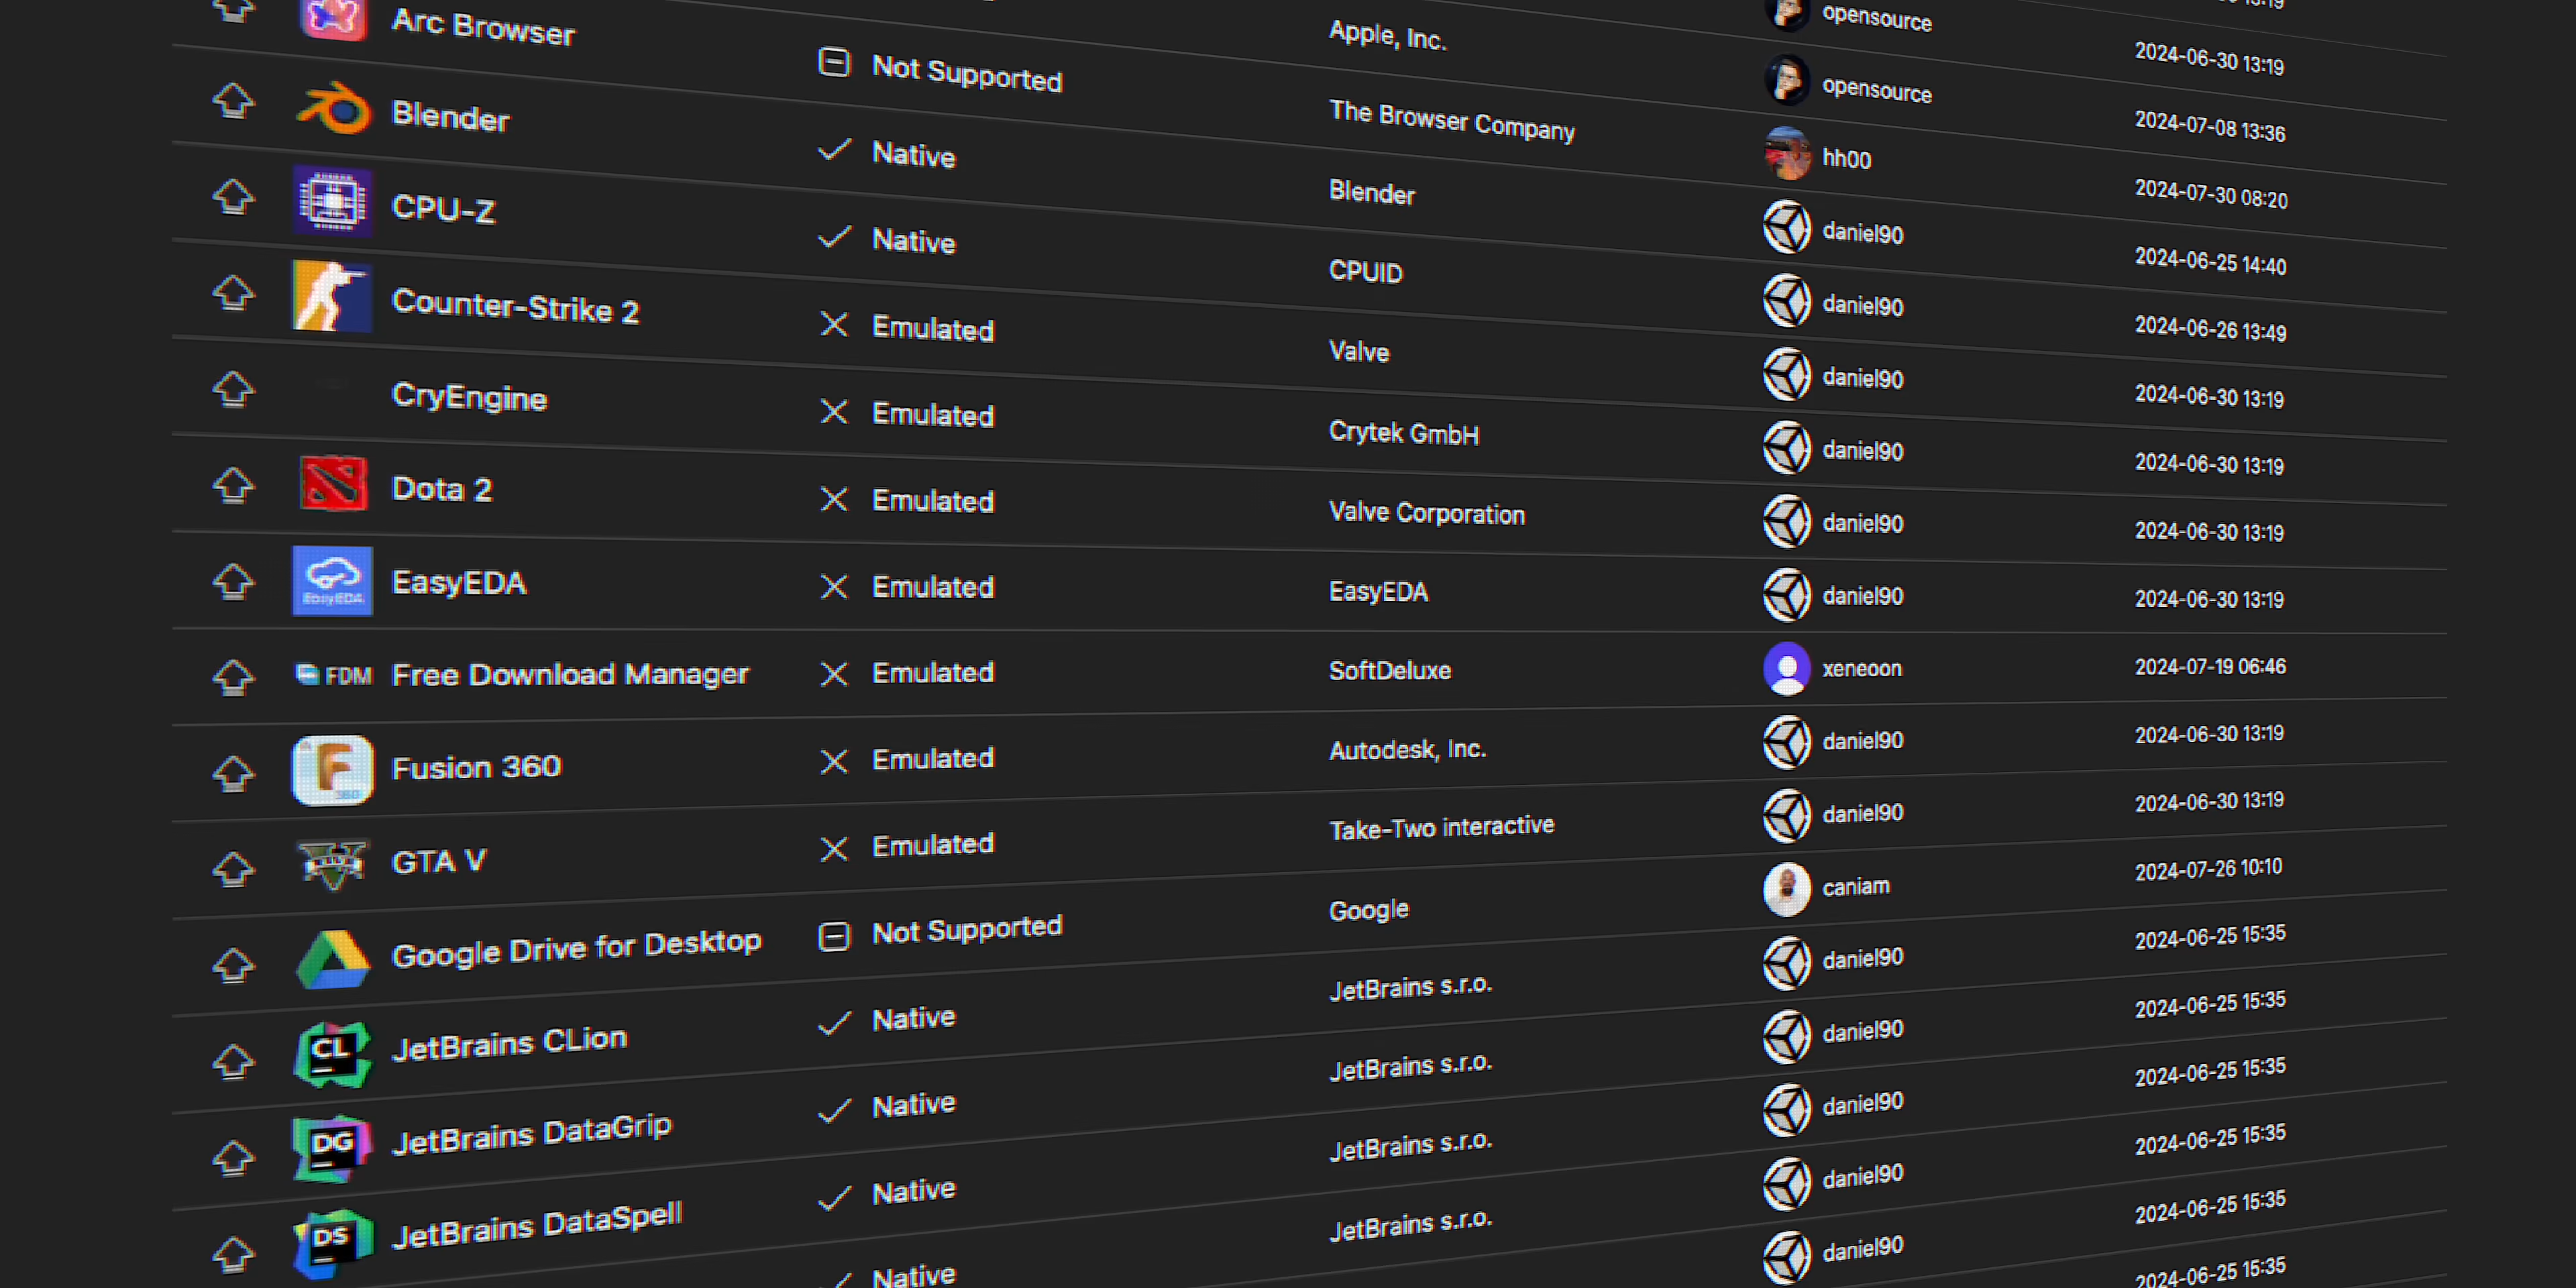 13:19
opensource 2024-06-30 13:19
Apple, Inc. opensource 2024-07-08 13:36
Arc Browser Not Supported The Browser Company hh00 2024-07-30 08:20
Blender Native Blender daniel90 2024-06-25 14:40
CPU-Z Native CPUID daniel90 2024-06-26 13:49
Counter-Strike 2 Emulated Valve daniel90 2024-06-30 13:19
CryEngine Emulated Crytek GmbH daniel90 2024-06-30 13:19
Dota 2 Emulated Valve Corporation daniel90 2024-06-30 13:19
EasyEDA EasyEDA Emulated EasyEDA daniel90 2024-06-30 13:19
FDM Free Download Manager Emulated SoftDeluxe xeneoon 2024-07-19 06:46
F 360 Fusion 360 Emulated Autodesk, Inc. daniel90 2024-06-30 13:19
V GTA V Emulated Take-Two interactive daniel90 2024-06-30 13:19
Google Drive for Desktop Not Supported Google caniam 2024-07-26 10:10
CL JetBrains CLion Native JetBrains s.r.o. daniel90 2024-06-25 15:35
DG JetBrains DataGrip Native JetBrains s.r.o. daniel90 2024-06-25 15:35
DS JetBrains DataSpell Native JetBrains s.r.o. daniel90 2024-06-25 15:35
Native JetBrains s.r.o. daniel90 2024-06-25 15:35
daniel90 2024-06-25 15:35
2024-06-25 15:35